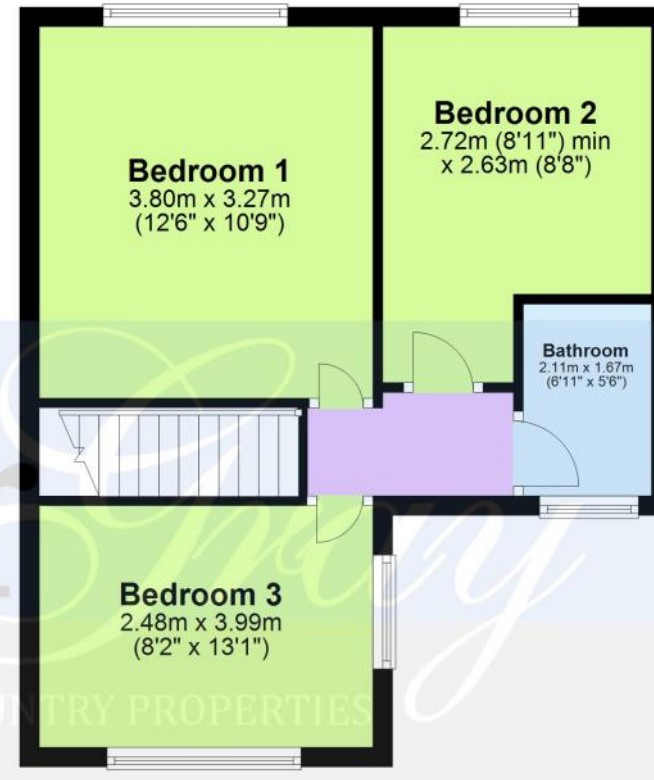 Bedroom 1
3.80m x 3.27m
(12'6" x 10'9")
Bedroom 2
2.72m (8'11") min
x 2.63m (8'8")
Bathroom
2.11m x 1.67m
(6'11" x 5'6")
Bedroom 3
2.48m x 3.99m
(8'2" x 13'1")
Gray
UNTRY PROPERTIES